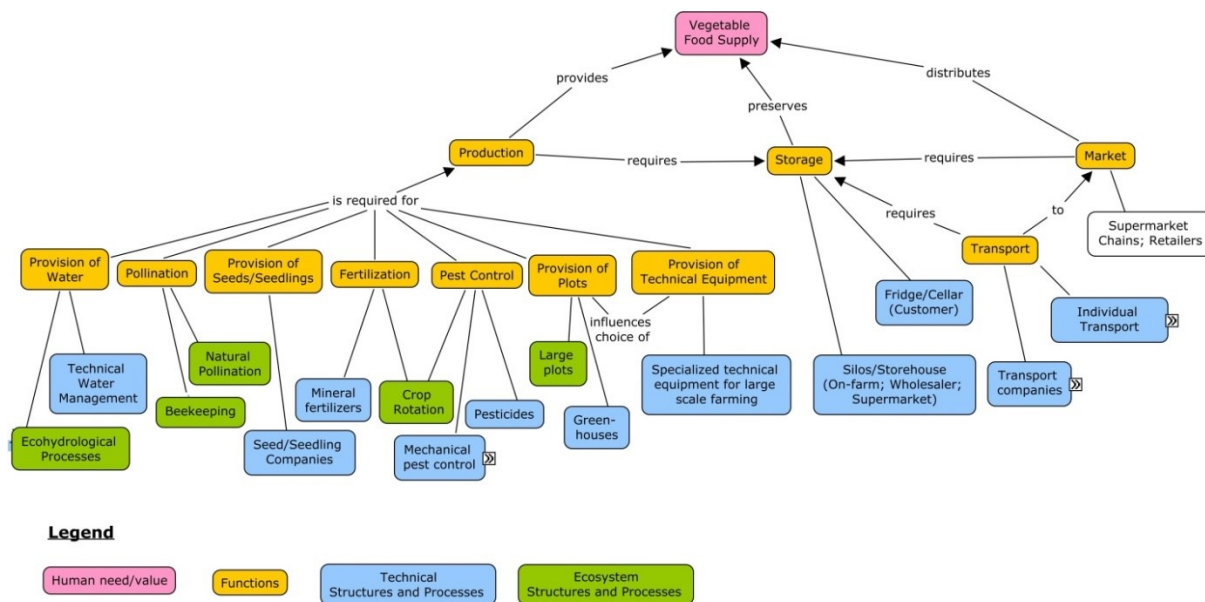 Vegetable
Food Supply
provides
distributes
preserves
Production
requires
Storage
requires
Market
is required for
requires
to
Supermarket
Chains; Retailers
Transport
Provision of
Water
Pollination
Provision of
Seeds/Seedlings
Fertilization
Pest Control
Provision of
Plots
Provision of
Technical Equipment
Fridge/Cellar
(Customer)
Individual
Transport
influences
choice of
Technical
Water
Management
Natural
Pollination
Large
plots
Specialized technical
equipment for large
scale farming
Silos/Storehouse
(On-farm; Wholesaler;
Supermarket)
Transport
companies
Mineral
fertilizers
Crop
Rotation
Beekeeping
Pesticides
Green-
houses
Ecohydrological
Processes
Seed/Seedling
Companies
Mechanical
pest control
Legend
Human need/value
Functions
Technical
Structures and Processes
Ecosystem
Structures and Processes